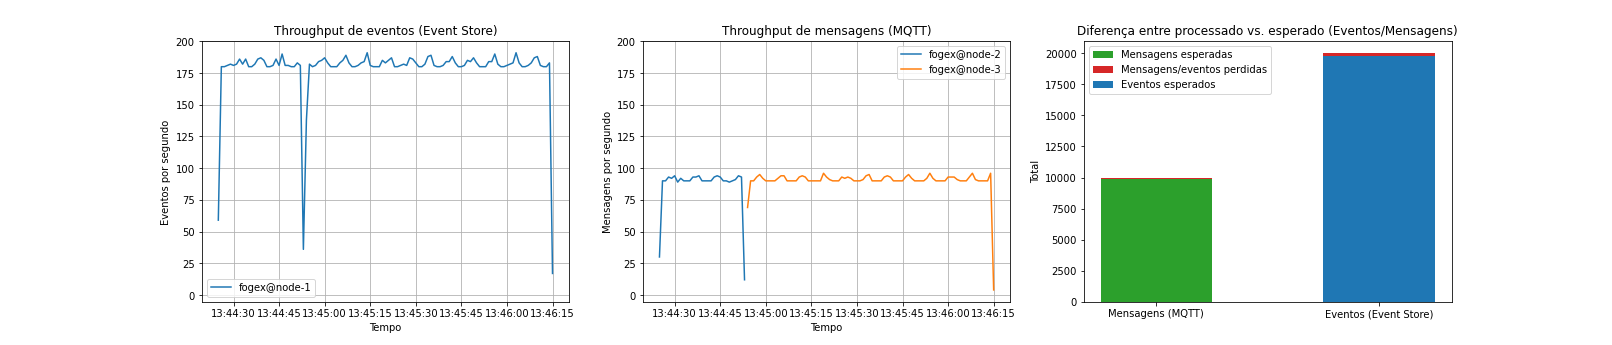 Throughput de eventos (Event Store)
Eventos por segundo
200
175
150
125
100
75
50
25
0
fogex@node-1
13:44:30 13:44:45 13:45:00 13:45:15 13:45:30 13:45:45 13:46:00 13:46:15
Tempo
Throughput de mensagens (MQTT)
Mensagens por segundo
200
175
150
125
100
75
50
25
0
fogex@node-2
fogex@node-3
13:44:30 13:44:45 13:45:00 13:45:15 13:45:30 13:45:45 13:46:00 13:46:15
Tempo
Diferença entre processado vs. esperado (Eventos/Mensagens)
Total
20000
17500
15000
12500
10000
7500
5000
2500
0
Mensagens esperadas
Mensagens/eventos perdidas
Eventos esperados
Mensagens (MQTT)
Eventos (Event Store)